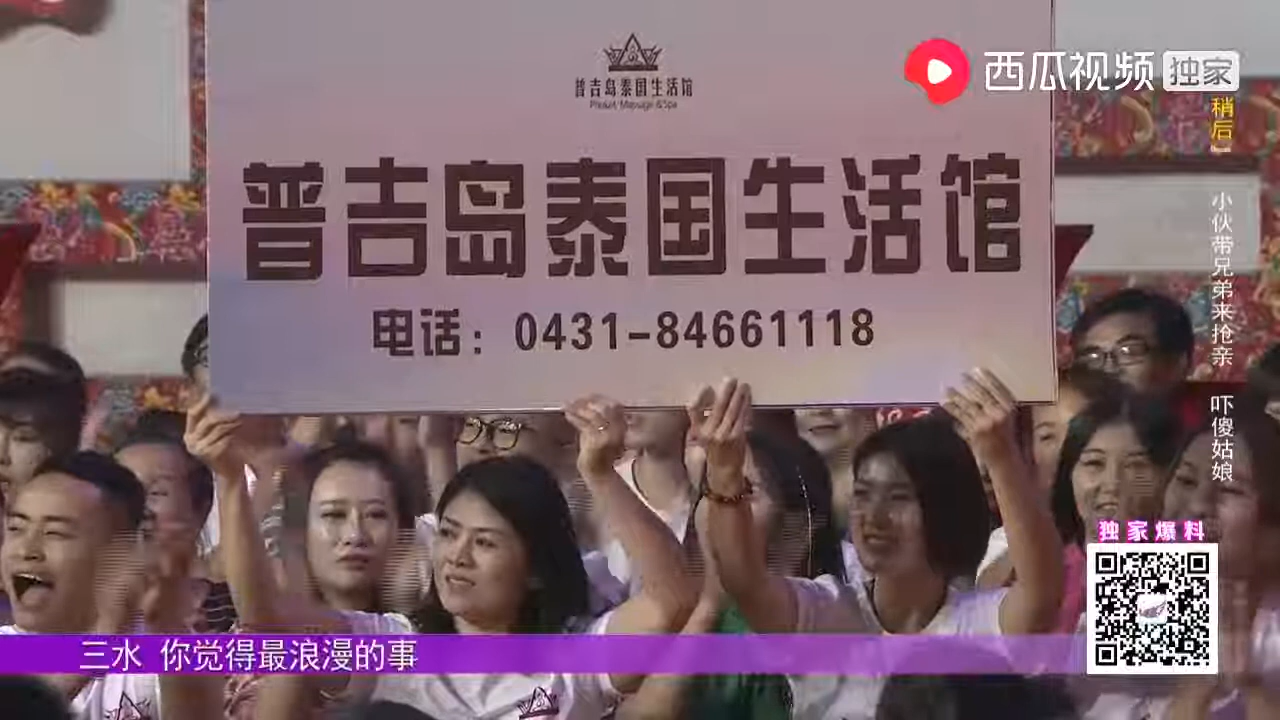 普吉岛泰国生活馆
Phuket Massage &Spa
西瓜视频 独家
普吉岛泰国生活馆
电话：0431-84661118
稍后』
小伙带兄弟来抢亲 吓傻姑娘
独家爆料
三水 你觉得最浪漫的事